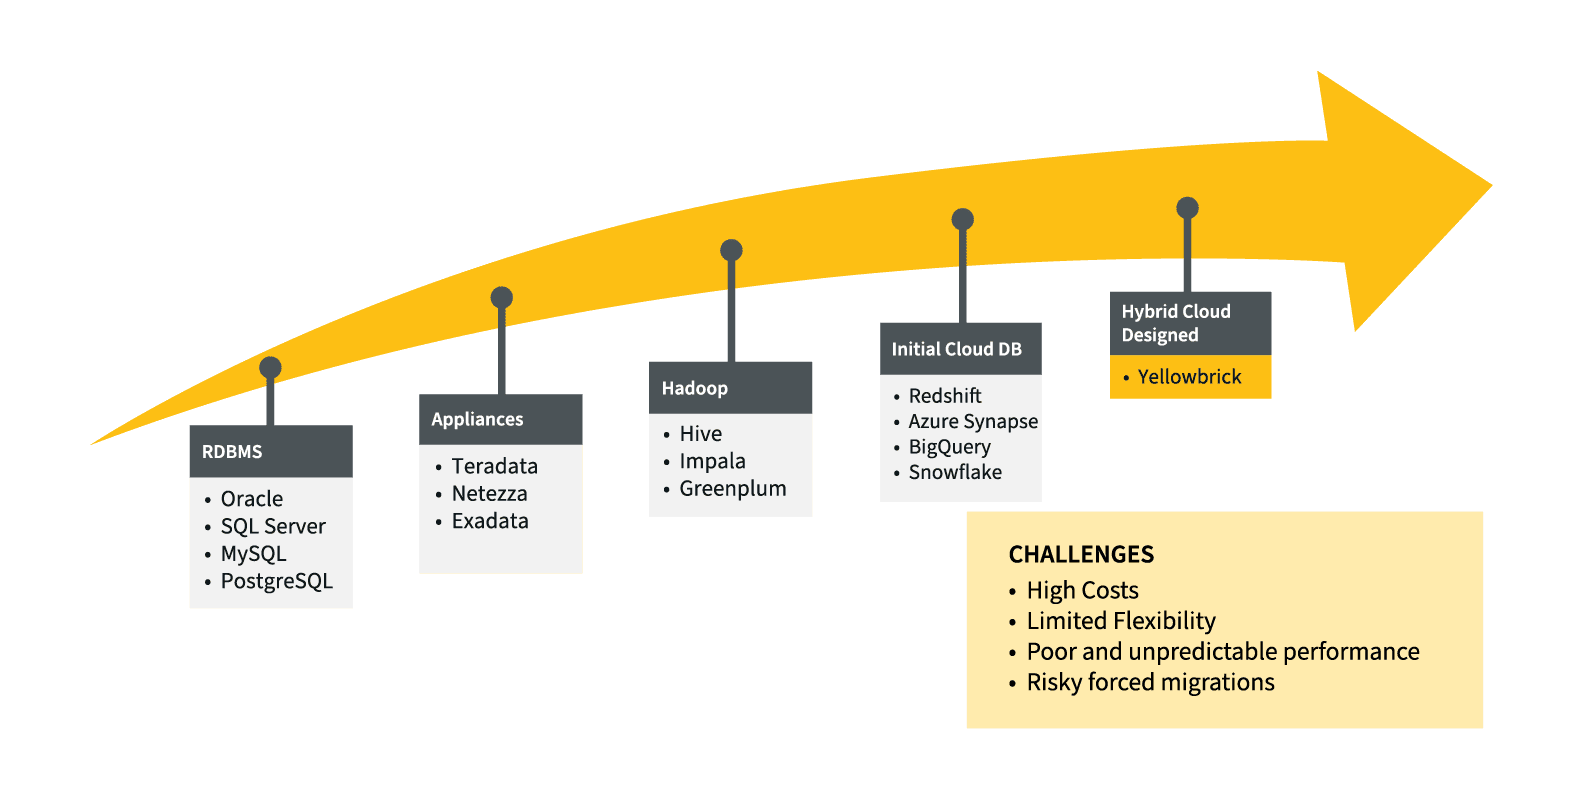 RDBMS
• Oracle
• SQL Server
• MySQL
• PostgreSQL
Appliances
• Teradata
• Netezza
• Exadata
Hadoop
• Hive
• Impala
• Greenplum
Initial Cloud DB
• Redshift
• Azure Synapse
• BigQuery
• Snowflake
Hybrid Cloud
Designed
• Yellowbrick
CHALLENGES
• High Costs
• Limited Flexibility
• Poor and unpredictable performance
• Risky forced migrations